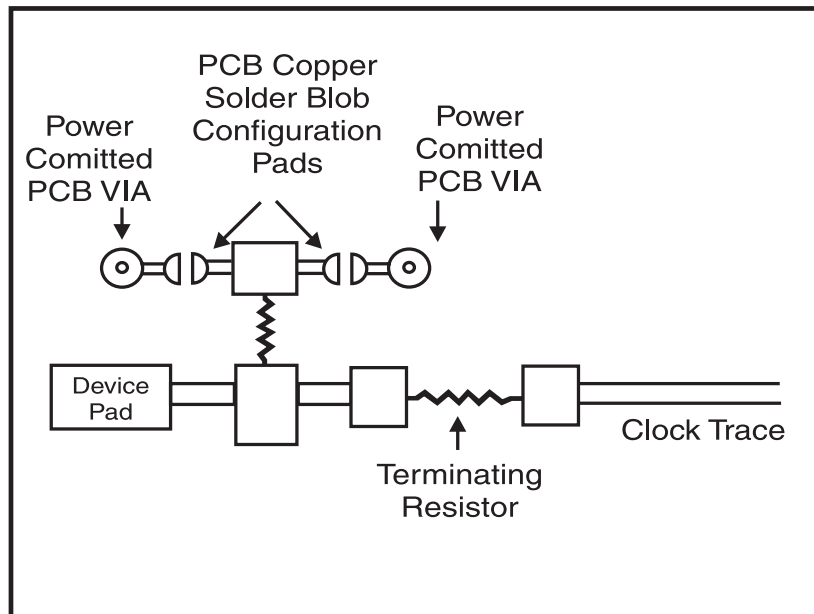 PCB Copper
Solder Blob
Configuration
Pads
Power
Comitted
PCB VIA
Power
Comitted
PCB VIA
Device
Pad
Clock Trace
Terminating
Resistor